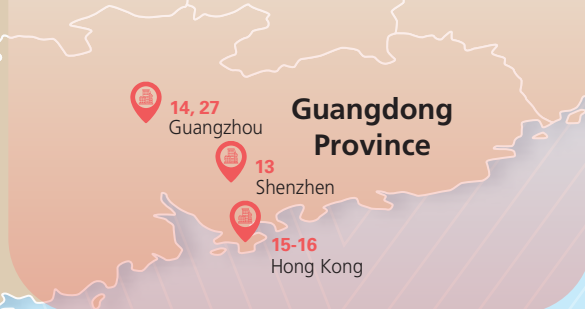 14, 27
Guangzhou
Guangdong
Province
13
Shenzhen
15-16
Hong Kong